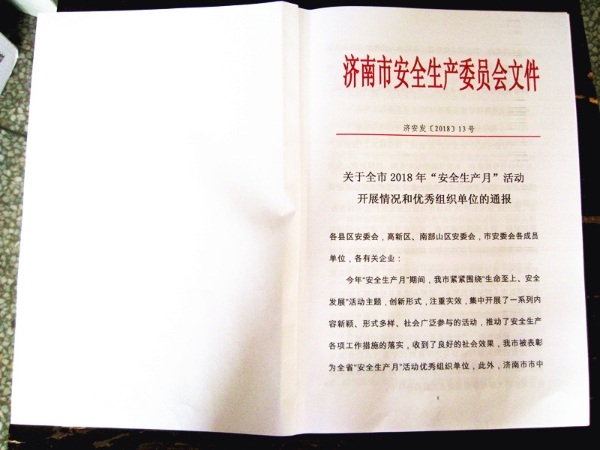 济南市安全生产委员会文件
济安发〔2018〕13号
关于全市2018年“安全生产月”活动
开展情况和优秀组织单位的通报
各县区安委会，高新区、南部山区安委会，市安委会各成员
单位，各有关企业：
今年“安全生产月”期间，我市紧紧围绕“生命至上、安全
发展”活动主题，创新形式，注重实效，集中开展了一系列内
容新颖、形式多样、社会广泛参与的活动，推动了安全生产
各项工作措施的落实，收到了良好的社会效果，我市被表彰
为全省“安全生产月”活动优秀组织单位，此外，济南市市中
1